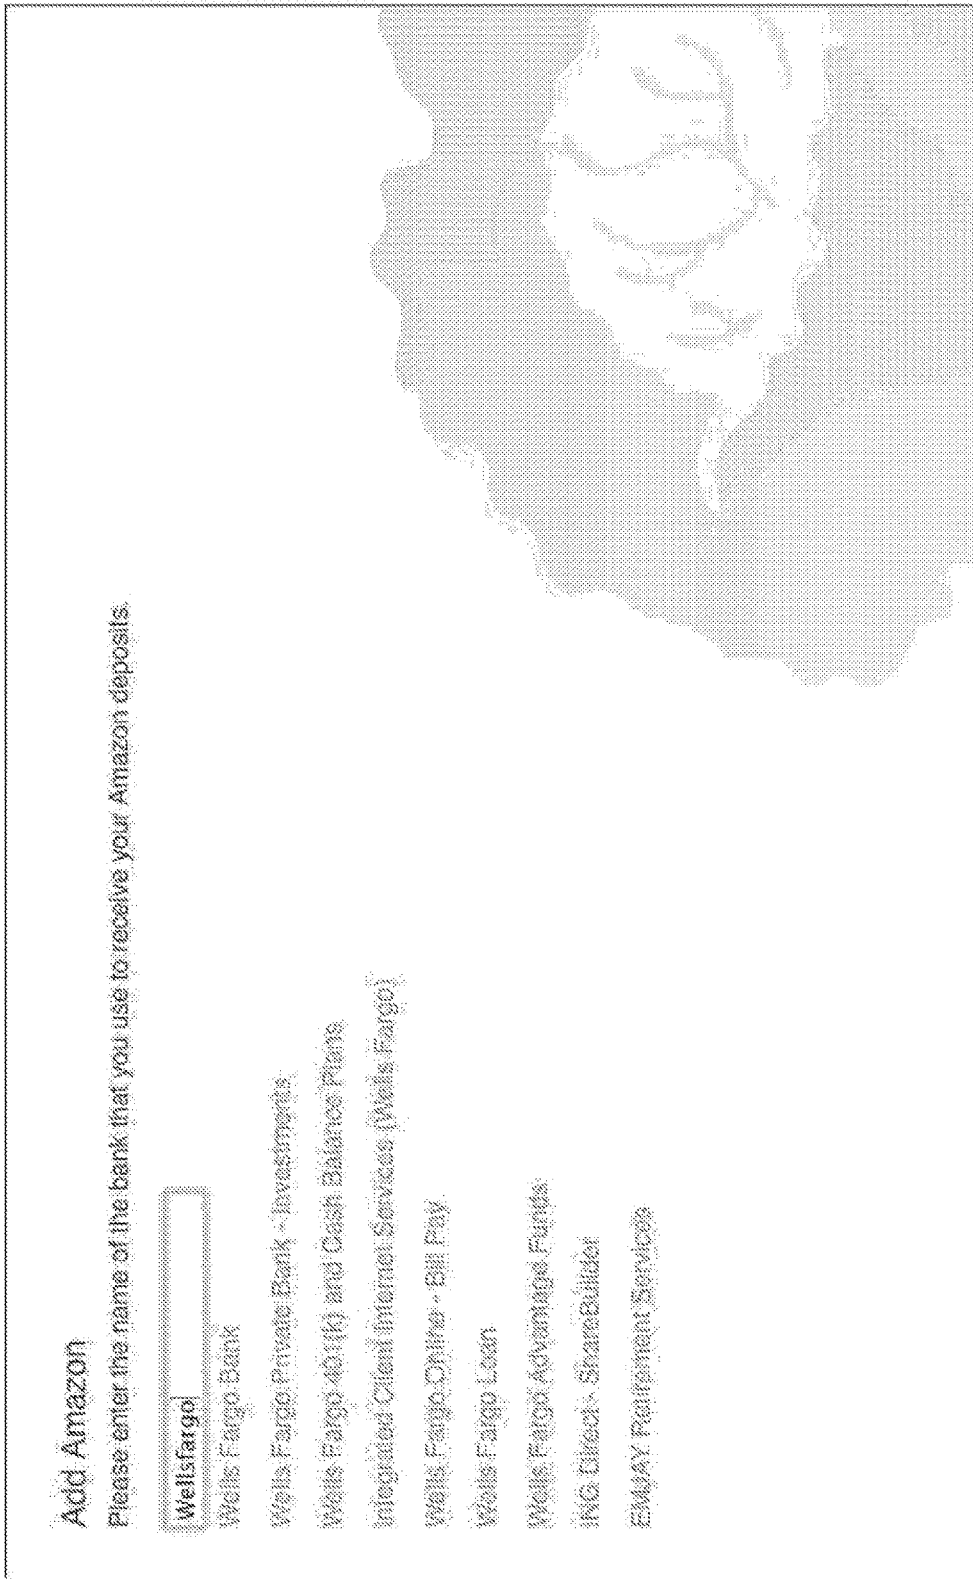 Add Amazon
Please enter the name of the bank that you use to receive your Amazon deposits.
Wellsfargo
Wells Fargo Bank
Wells Fargo Private Bank - Investments
Wells Fargo 401(k) and Cash Balance Plans
Integrated Client Internet Services (Wells Fargo)
Wells Fargo Online - Bill Pay
Wells Fargo Loan
Wells Fargo Advantage Funds
ING Direct - ShareBuilder
EMJAY Retirement Services